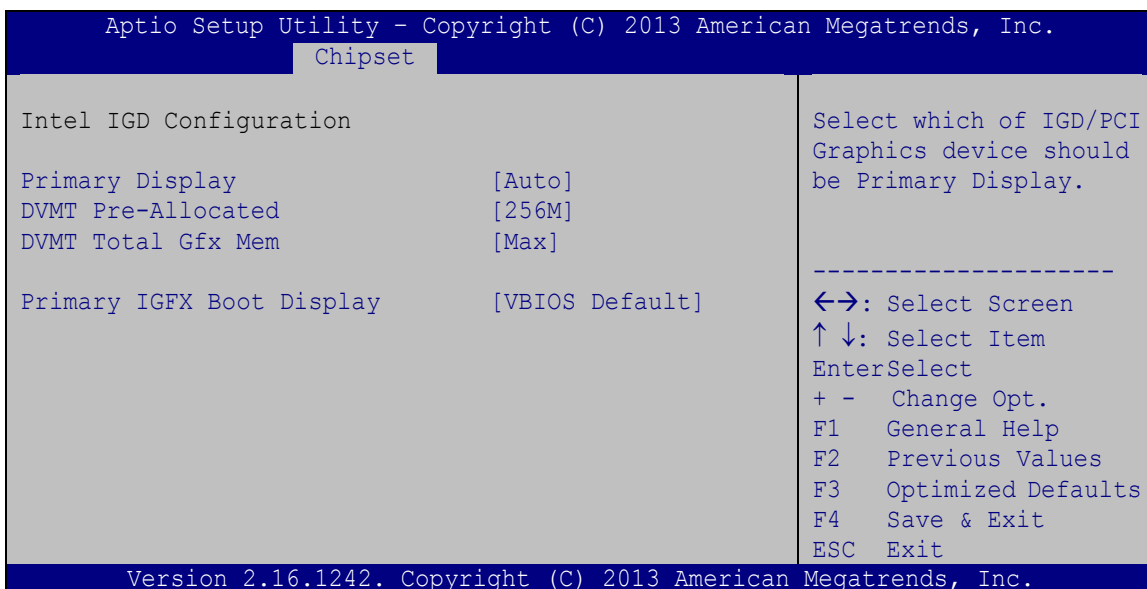 Aptio Setup Utility – Copyright (C) 2013 American Megatrends, Inc.
Chipset
Intel IGD Configuration
Primary Display [Auto]
DVMT Pre-Allocated [256M]
DVMT Total Gfx Mem [Max]
Primary IGFX Boot Display [VBIOS Default]
Select which of IGD/PCI
Graphics device should
be Primary Display.
---------------------
←→: Select Screen
↑ ↓: Select Item
EnterSelect
+ - Change Opt.
F1 General Help
F2 Previous Values
F3 Optimized Defaults
F4 Save & Exit
ESC Exit
Version 2.16.1242. Copyright (C) 2013 American Megatrends, Inc.